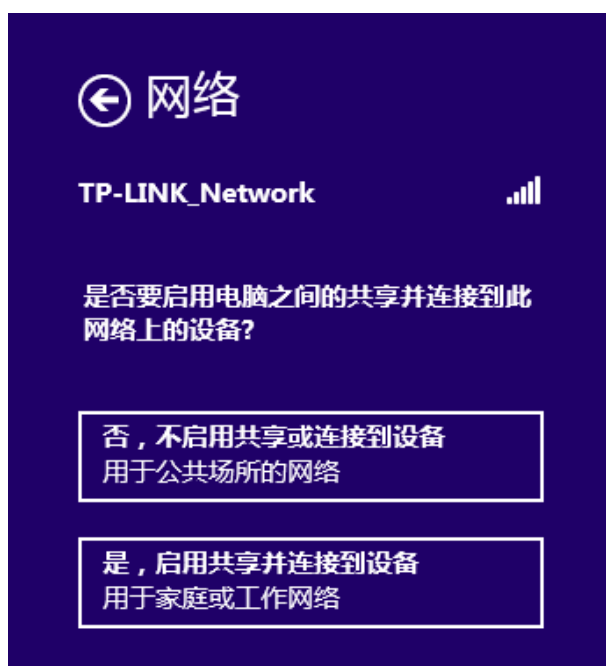 网络
TP-LINK_Network
是否要启用电脑之间的共享并连接到此
网络上的设备?
否，不启用共享或连接到设备
用于公共场所的网络
是，启用共享并连接到设备
用于家庭或工作网络